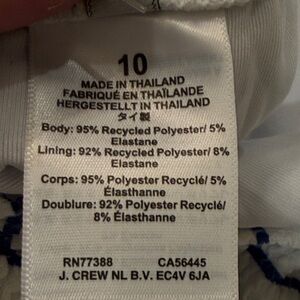 10
MADE IN THAILAND
FABRIQUÉ EN THAÏLANDE
HERGESTELLT IN THAILAND
タイ製
Body: 95% Recycled Polyester/ 5%
Elastane
Lining: 92% Recycled Polyester/ 8%
Elastane
Corps: 95% Polyester Recyclé/ 5%
Élasthanne
Doublure: 92% Polyester Recyclé/
8% Élasthanne
RN77388 CA56445
J. CREW NL B.V. EC4V 6JA